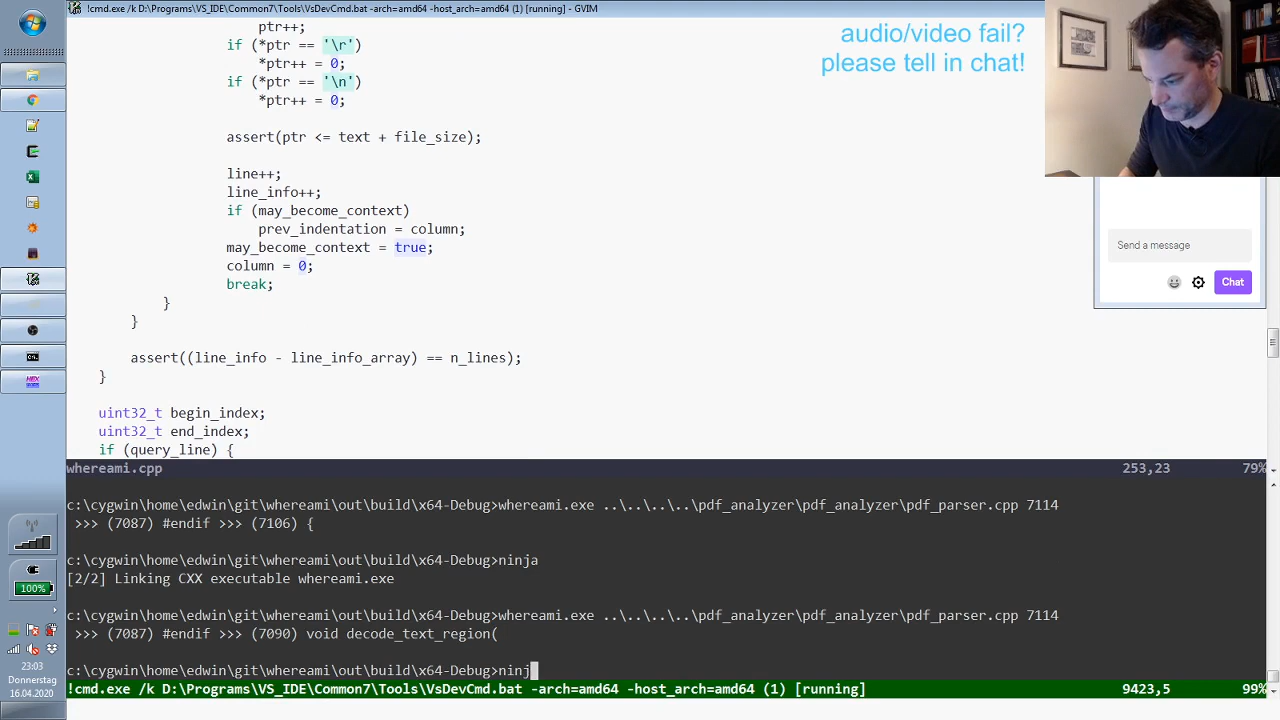 !cmd.exe /k D:\Programs\VS_IDE\Common7\Tools\VsDevCmd.bat -arch=amd64 -host_arch=amd64 (1) [running] - GVIM
audio/video fail?
please tell in chat!
ptr++;
if (*ptr == '\r')
*ptr++ = 0;
if (*ptr == '\n')
*ptr++ = 0;
assert(ptr <= text + file_size);
line++;
line_info++;
if (may_become_context)
prev_indentation = column;
may_become_context = true;
column = 0;
break;
}
}
assert((line_info - line_info_array) == n_lines);
}
uint32_t begin_index;
uint32_t end_index;
if (query_line) {
whereami.cpp 253,23 79%
c:\cygwin\home\edwin\git\whereami\out\build\x64-Debug>whereami.exe ..\..\..\..\pdf_analyzer\pdf_analyzer\pdf_parser.cpp 7114
>>> (7087) #endif >>> (7106) {
c:\cygwin\home\edwin\git\whereami\out\build\x64-Debug>ninja
[2/2] Linking CXX executable whereami.exe
c:\cygwin\home\edwin\git\whereami\out\build\x64-Debug>whereami.exe ..\..\..\..\pdf_analyzer\pdf_analyzer\pdf_parser.cpp 7114
>>> (7087) #endif >>> (7090) void decode_text_region(
c:\cygwin\home\edwin\git\whereami\out\build\x64-Debug>ninj
!cmd.exe /k D:\Programs\VS_IDE\Common7\Tools\VsDevCmd.bat -arch=amd64 -host_arch=amd64 (1) [running] 9423,5 99%
Send a message
Chat
HEX
100%
23:03
Donnerstag
16.04.2020